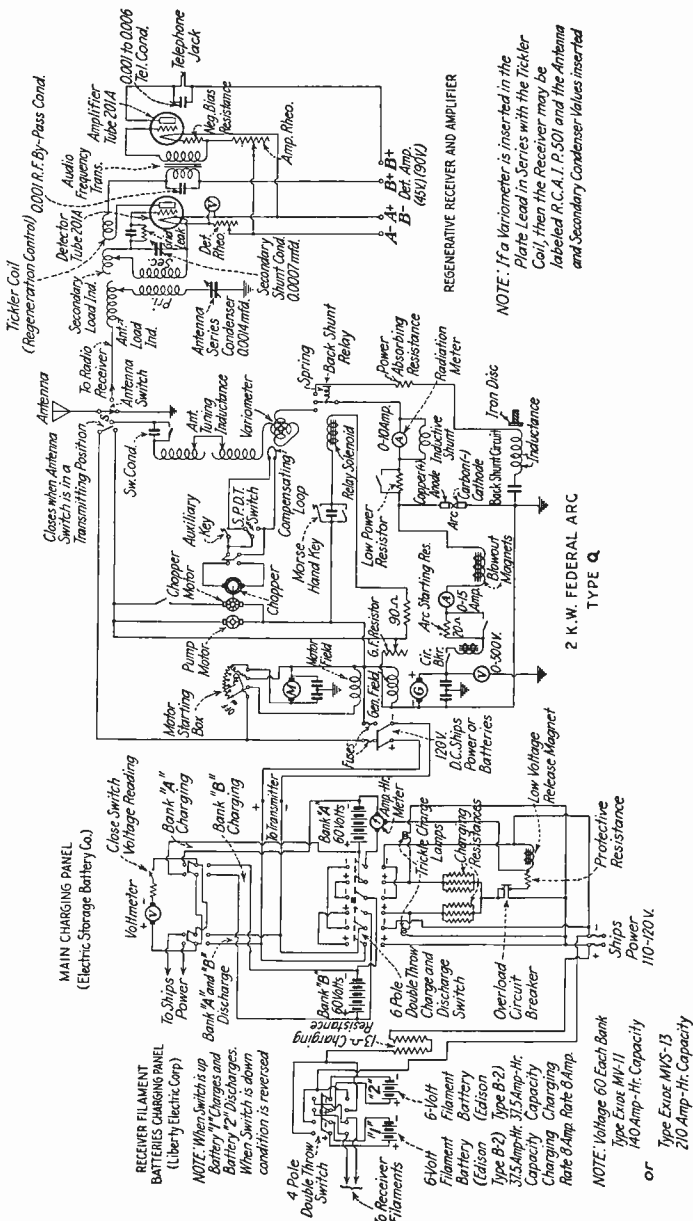 MAIN CHARGING PANEL
(Electric Storage Battery Co.)
Close Switch
Voltage Reading
Voltmeter
V
Bank "A"
Charging
Bank "B"
Charging
To Ships
Power
Bank "A" and "B"
Discharge
To Transmitter
Bank "A"
60 Volts
Bank "B"
60 Volts
Amp-Hr.
Meter
Trickle Charge
Lamps
Charging
Resistances
6 Pole
Double Throw
Charge and
Discharge
Switch
Overload
Circuit
Breaker
Low Voltage
Release Magnet
Protective
Resistance
Ships
Power
110-120V.
RECEIVER FILAMENT
BATTERIES CHARGING PANEL
(Liberty Electric Corp)
NOTE: When Switch is up
Battery "1" Charges and
Battery "2" Discharges.
When Switch is down
condition is reversed
13Ω Charging
Resistance
4 Pole
Double Throw
Switch
"1"
"2"
To Receiver
Filaments
6-Volt
Filament
Battery
(Edison
Type B-2)
37.5 Amp-Hr.
Capacity
Charging
Rate 8 Amp.
6-Volt
Filament
Battery
(Edison
Type B-2)
37.5 Amp-Hr.
Capacity
Charging
Rate 8 Amp.
NOTE: Voltage 60 Each Bank
Type Exide MV-11
140 Amp-Hr. Capacity
or
Type Exide MVS-13
210 Amp-Hr. Capacity
Closes when Antenna
Switch is in a
Transmitting Position
Antenna
To Radio
Receiver
Antenna
Switch
Sw. Cond.
Ant.
Tuning
Inductance
Variometer
Auxiliary
Key
S.P.D.T.
Switch
Compensating
Loop
Chopper
Motor
Chopper
Pump
Motor
Morse
Hand Key
Relay Solenoid
Spring
Back Shunt
Relay
Power
Absorbing
Resistance
Radiation
Meter
0-10 Amp.
A
Low Power
Resistor
Inductive
Shunt
Copper(+)
Anode
Arc
Carbon(-)
Cathode
Back Shunt Circuit
Iron Disc
Inductance
Motor
Starting
Box
M
Motor
Field
Gen. Field
G.F. Resistor
90Ω
Fuses
120V.
D.C. Ships
Power or
Batteries
G
Cir.
Bkr.
Arc Starting Res.
20Ω
A
0-15
Amp.
Blowout
Magnets
V
0-500V.
2 K.W. FEDERAL ARC
TYPE Q
Tickler Coil
(Regeneration Control)
0.001 R.F. By-Pass Cond.
Secondary
Load Ind.
Ant.
Load
Ind.
Detector
Tube 201A
Audio
Frequency
Trans.
Amplifier
Tube 201A
0.001 to 0.006
Tel. Cond.
Telephone
Jack
Pri.
Sec.
Grid
Leak
Det.
Rheo.
V
Neg. Bias
Resistance
Amp. Rheo.
Antenna
Series
Condenser
0.0014 mfd.
Secondary
Shunt Cond.
0.0007 mfd.
A- A+ B- B+ B+
Det. Amp.
(45V.)(90V.)
REGENERATIVE RECEIVER AND AMPLIFIER
NOTE: If a Variometer is inserted in the
Plate Lead in Series with the Tickler
Coil, then the Receiver may be
labeled R.C.A. I.P. 501 and the Antenna
and Secondary Condenser Values inserted